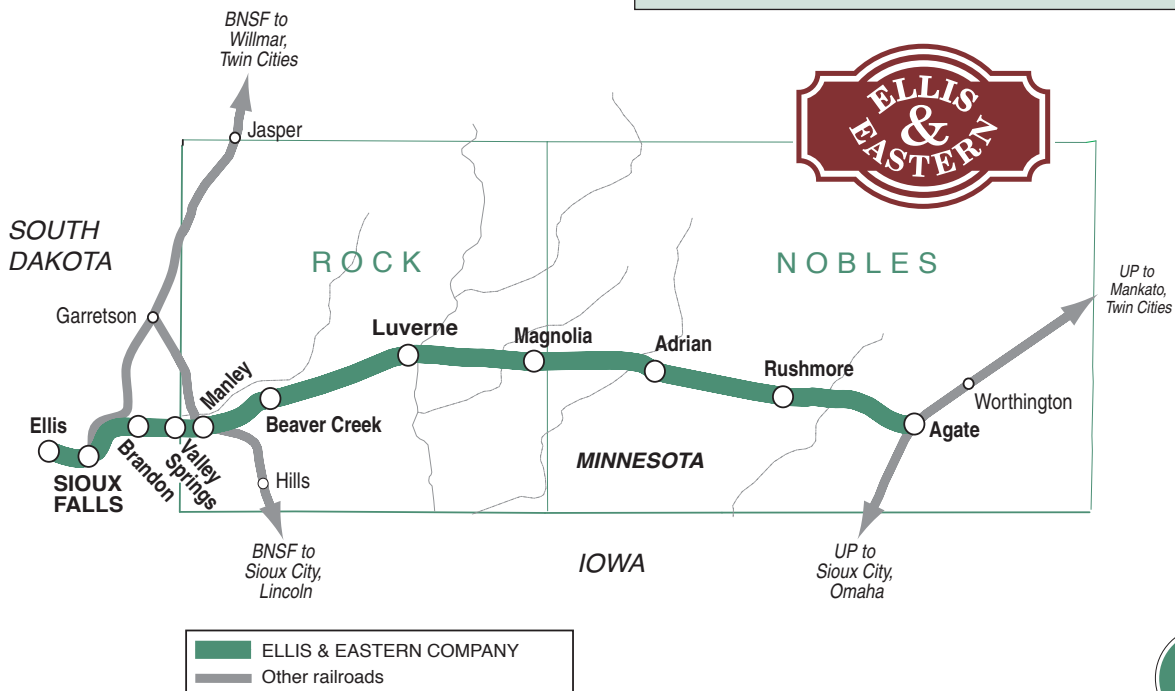 BNSF to
Willmar,
Twin Cities
ELLIS
&
EASTERN
Jasper
SOUTH
DAKOTA
ROCK
NOBLES
UP to
Mankato,
Twin Cities
Garretson
Luverne
Magnolia
Adrian
Manley
Rushmore
Worthington
Ellis
Beaver Creek
Agate
Valley
Springs
Brandon
SIOUX
FALLS
MINNESOTA
Hills
BNSF to
Sioux City,
Lincoln
IOWA
UP to
Sioux City,
Omaha
ELLIS & EASTERN COMPANY
Other railroads